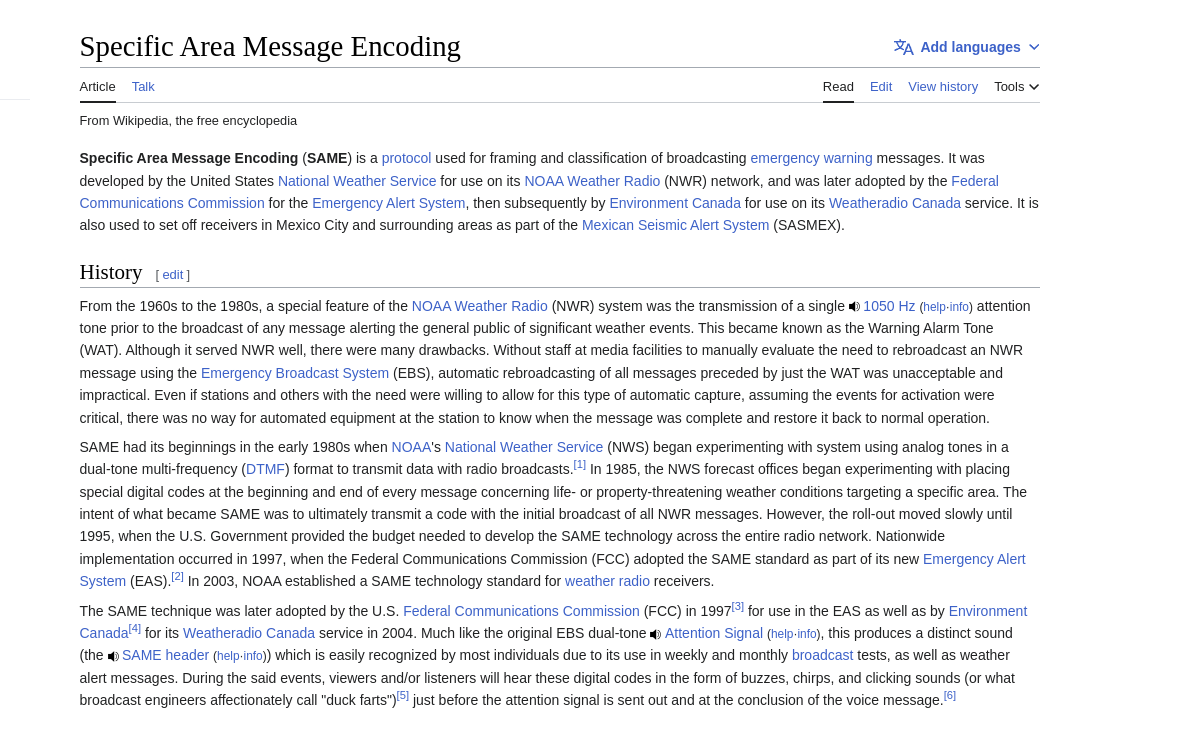 Specific Area Message Encoding
Add languages
Article Talk Read Edit View history Tools
From Wikipedia, the free encyclopedia
Specific Area Message Encoding (SAME) is a protocol used for framing and classification of broadcasting emergency warning messages. It was
developed by the United States National Weather Service for use on its NOAA Weather Radio (NWR) network, and was later adopted by the Federal
Communications Commission for the Emergency Alert System, then subsequently by Environment Canada for use on its Weatheradio Canada service. It is
also used to set off receivers in Mexico City and surrounding areas as part of the Mexican Seismic Alert System (SASMEX).
History [ edit ]
From the 1960s to the 1980s, a special feature of the NOAA Weather Radio (NWR) system was the transmission of a single 1050 Hz (help·info) attention
tone prior to the broadcast of any message alerting the general public of significant weather events. This became known as the Warning Alarm Tone
(WAT). Although it served NWR well, there were many drawbacks. Without staff at media facilities to manually evaluate the need to rebroadcast an NWR
message using the Emergency Broadcast System (EBS), automatic rebroadcasting of all messages preceded by just the WAT was unacceptable and
impractical. Even if stations and others with the need were willing to allow for this type of automatic capture, assuming the events for activation were
critical, there was no way for automated equipment at the station to know when the message was complete and restore it back to normal operation.
SAME had its beginnings in the early 1980s when NOAA's National Weather Service (NWS) began experimenting with system using analog tones in a
dual-tone multi-frequency (DTMF) format to transmit data with radio broadcasts.[1] In 1985, the NWS forecast offices began experimenting with placing
special digital codes at the beginning and end of every message concerning life- or property-threatening weather conditions targeting a specific area. The
intent of what became SAME was to ultimately transmit a code with the initial broadcast of all NWR messages. However, the roll-out moved slowly until
1995, when the U.S. Government provided the budget needed to develop the SAME technology across the entire radio network. Nationwide
implementation occurred in 1997, when the Federal Communications Commission (FCC) adopted the SAME standard as part of its new Emergency Alert
System (EAS).[2] In 2003, NOAA established a SAME technology standard for weather radio receivers.
The SAME technique was later adopted by the U.S. Federal Communications Commission (FCC) in 1997[3] for use in the EAS as well as by Environment
Canada[4] for its Weatheradio Canada service in 2004. Much like the original EBS dual-tone Attention Signal (help·info), this produces a distinct sound
(the SAME header (help·info)) which is easily recognized by most individuals due to its use in weekly and monthly broadcast tests, as well as weather
alert messages. During the said events, viewers and/or listeners will hear these digital codes in the form of buzzes, chirps, and clicking sounds (or what
broadcast engineers affectionately call "duck farts")[5] just before the attention signal is sent out and at the conclusion of the voice message.[6]